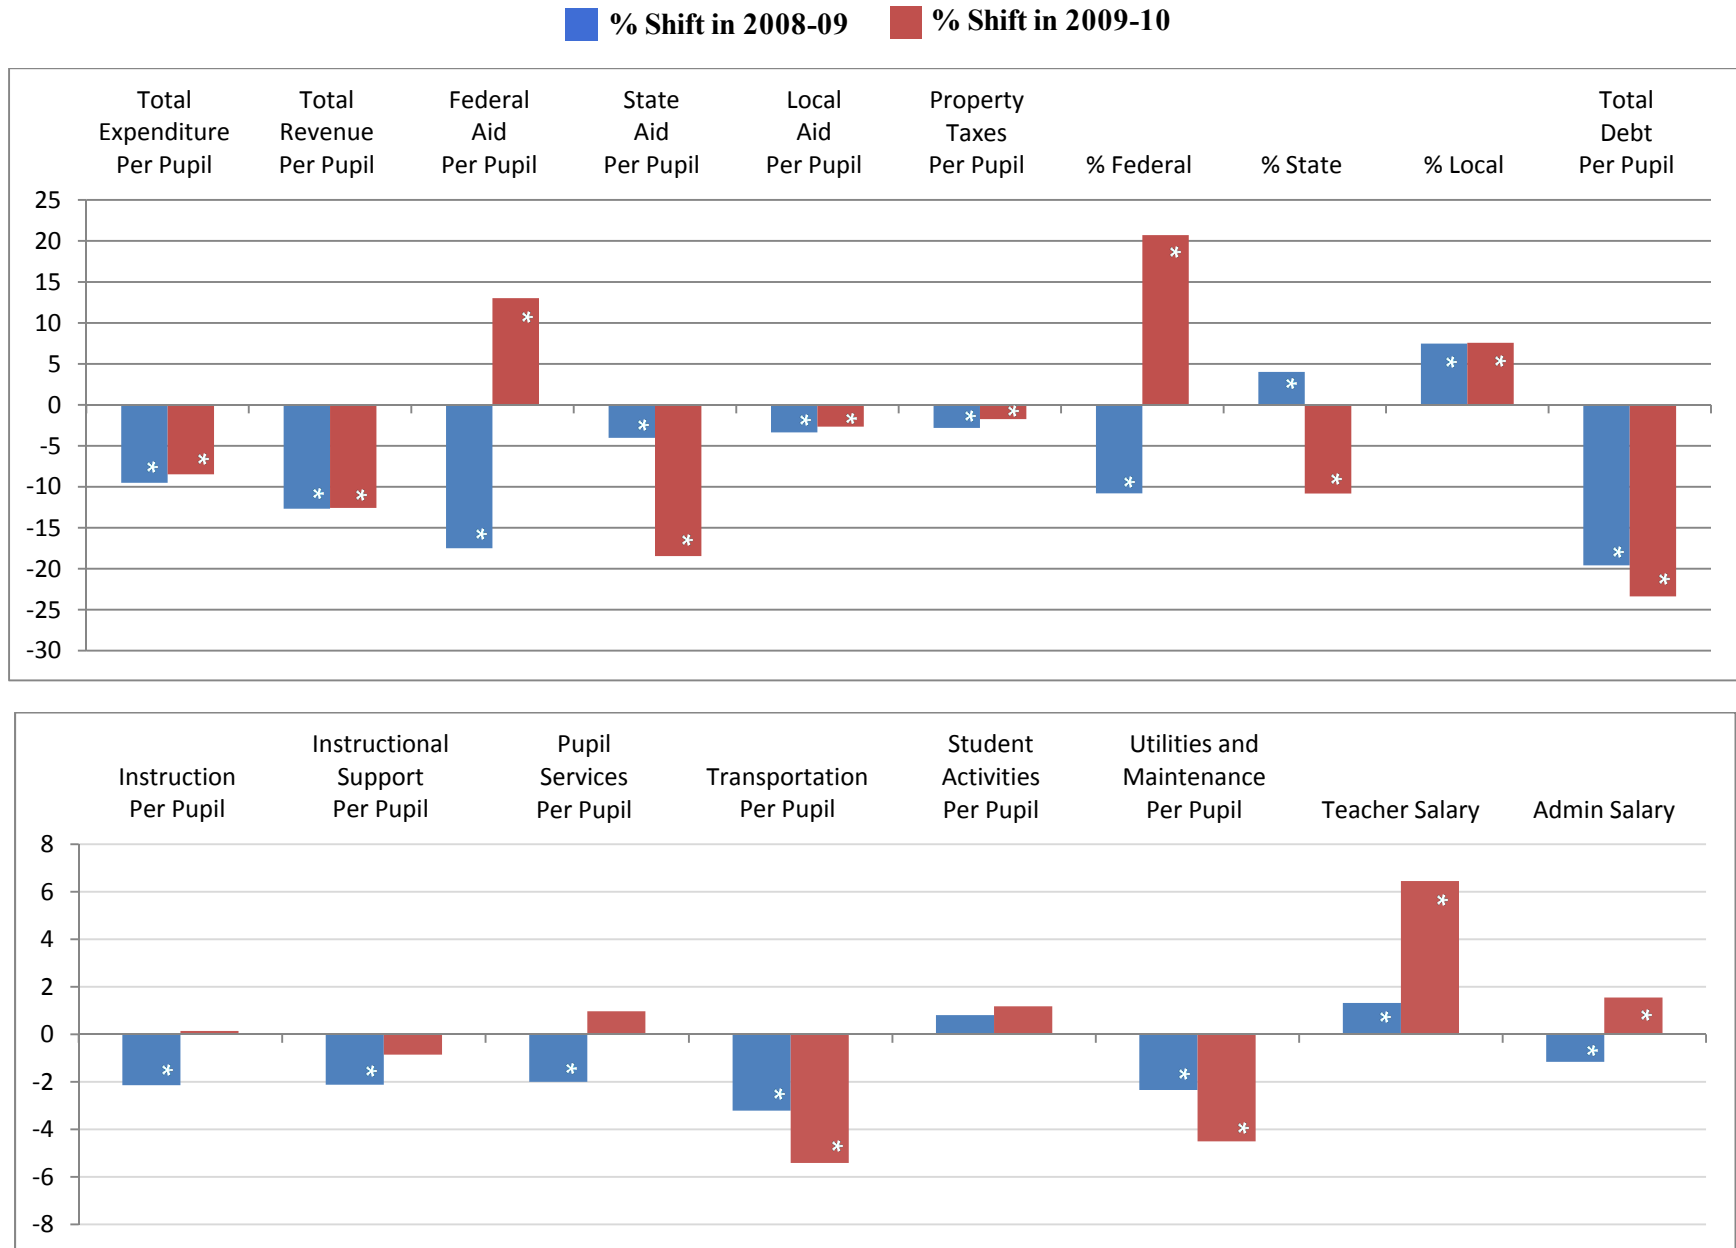 % Shift in 2008-09 % Shift in 2009-10
Total Total Federal State Local Property Total
Expenditure Revenue Aid Aid Aid Taxes Debt
Per Pupil Per Pupil Per Pupil Per Pupil Per Pupil Per Pupil % Federal % State % Local Per Pupil
25
20
*
15
10
*
5
* * *
0
* * * * *
-5
* *
-10
* * * *
-15
* *
-20
* *
-25
-30
Instructional Pupil Student Utilities and
Instruction Support Services Transportation Activities Maintenance
Per Pupil Per Pupil Per Pupil Per Pupil Per Pupil Per Pupil Teacher Salary Admin Salary
8
6
*
4
2
* *
0
* * * * *
-2
*
-4
* *
-6
-8